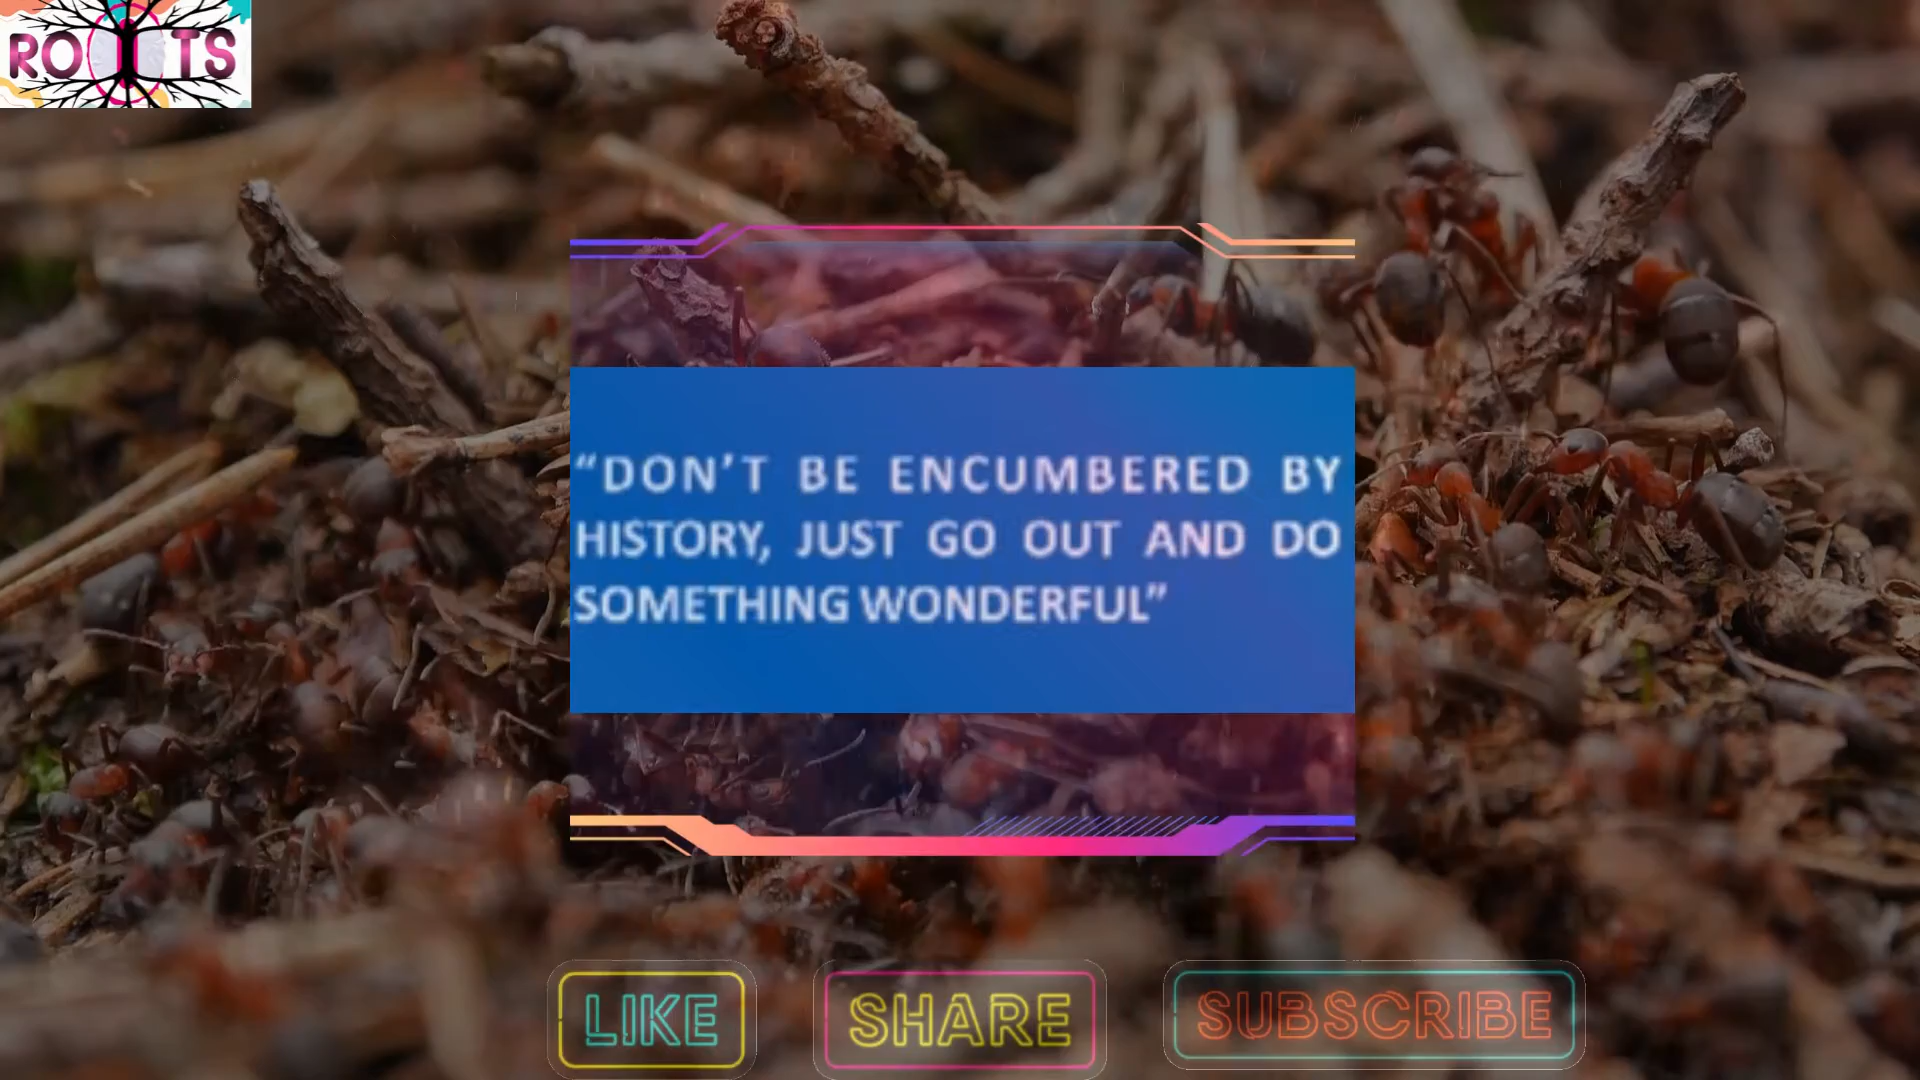 ROOTS
“DON’T BE ENCUMBERED BY
HISTORY, JUST GO OUT AND DO
SOMETHING WONDERFUL”
LIKE SHARE SUBSCRIBE